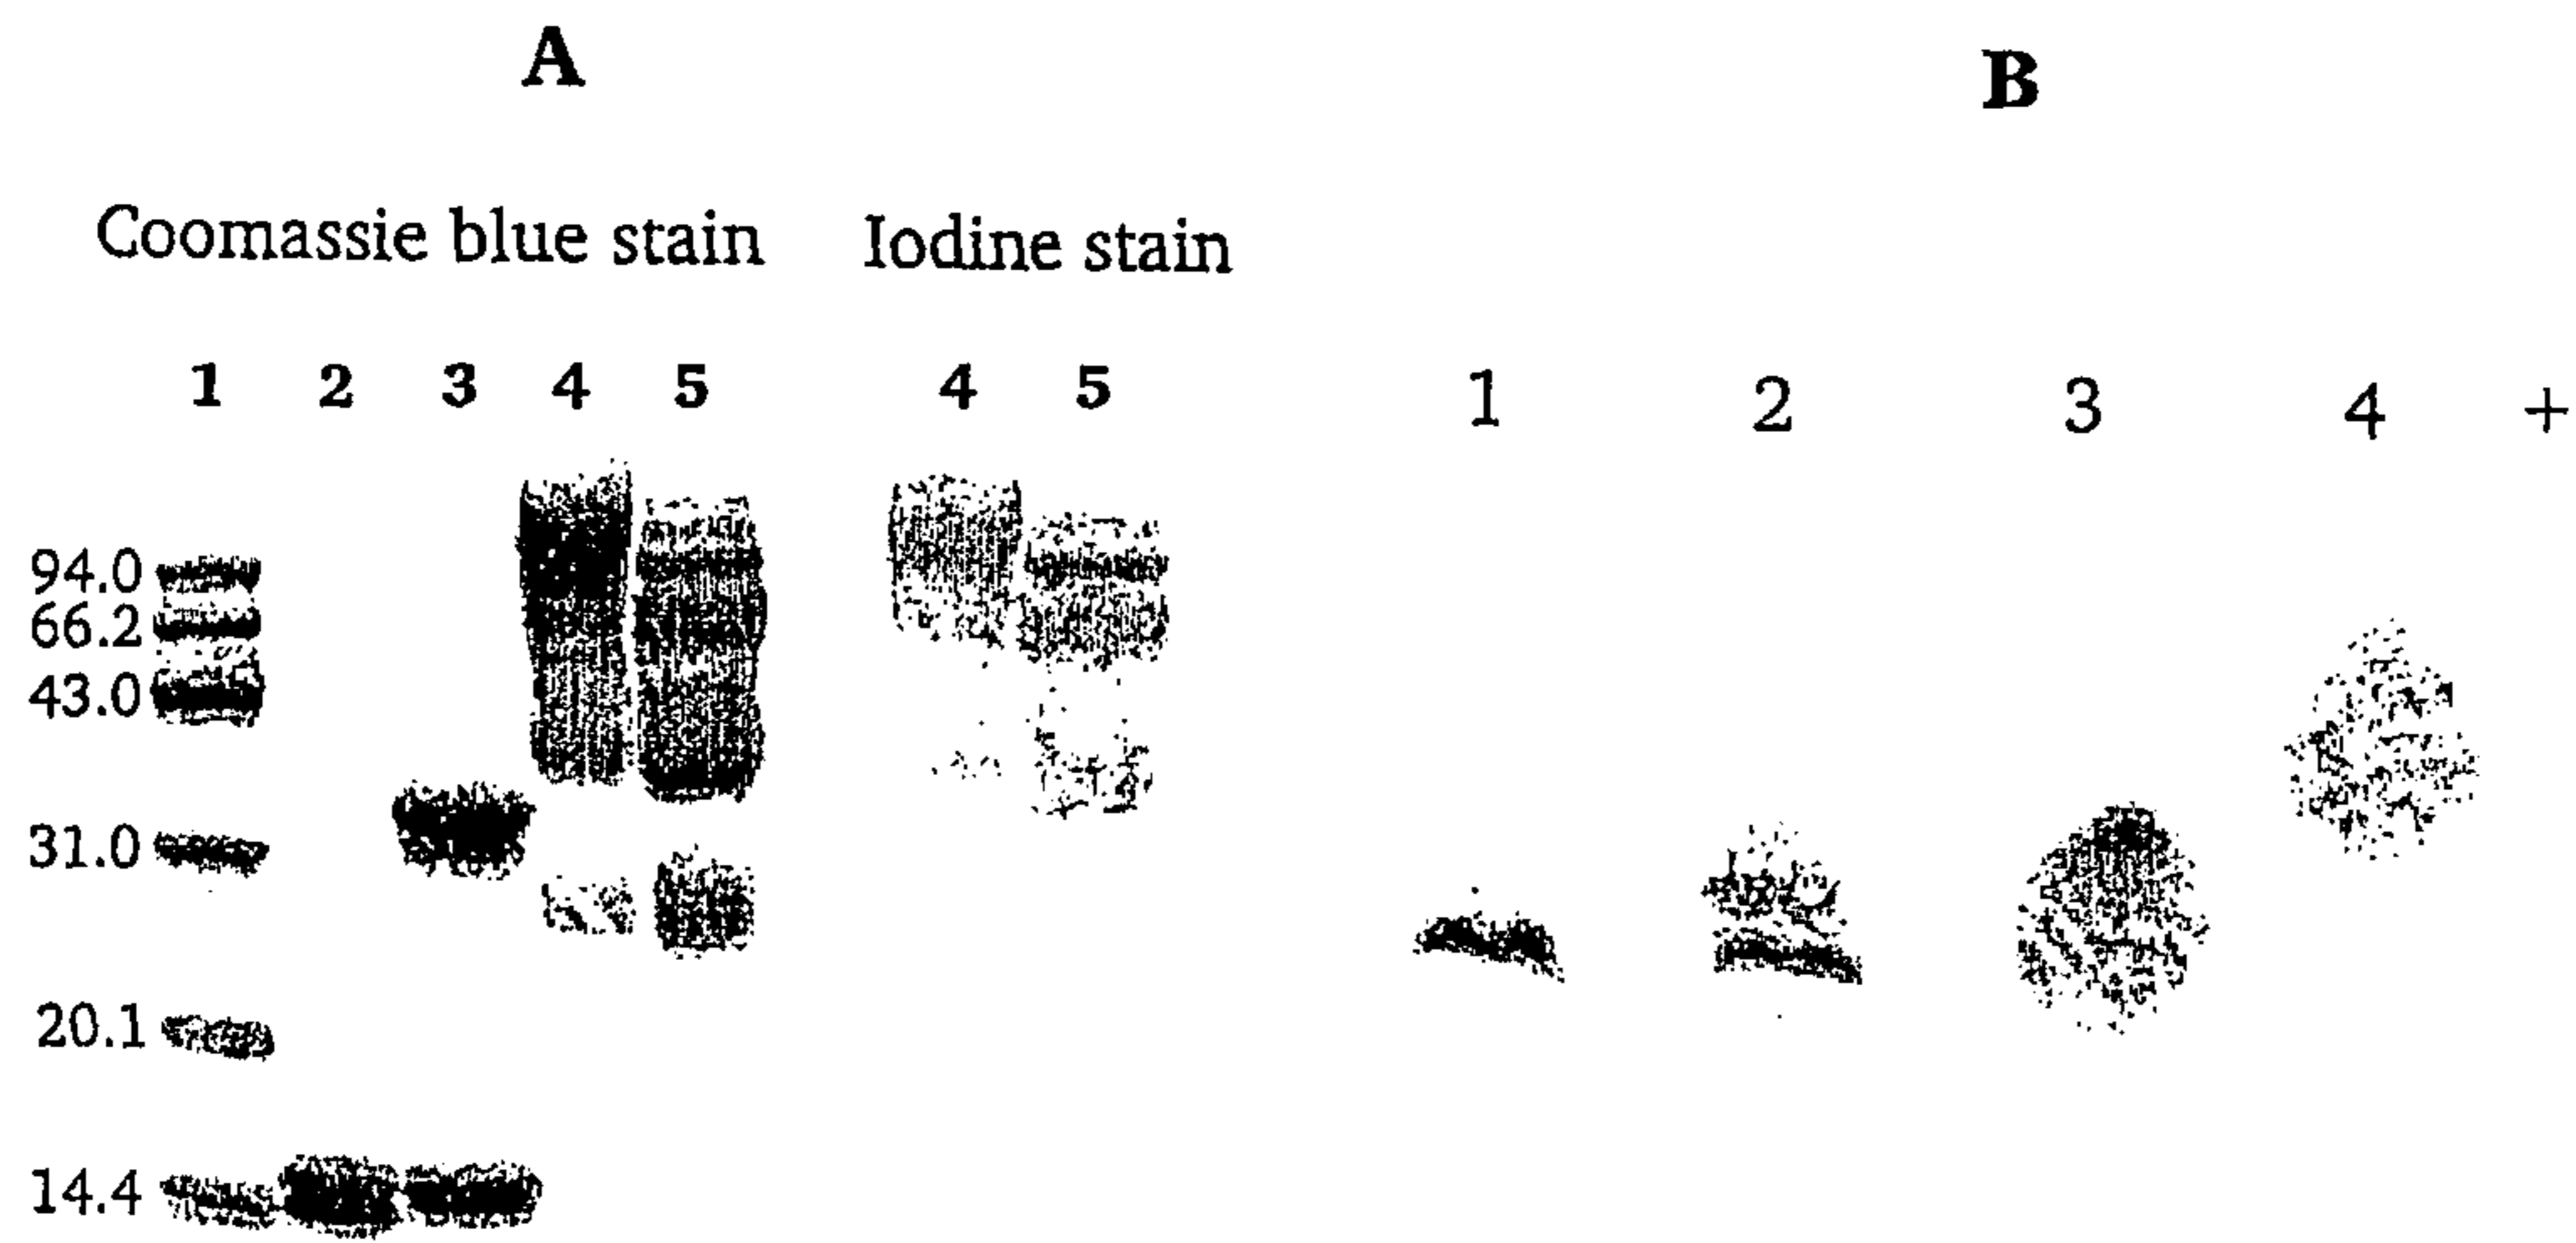 A
B
Coomassie blue stain
Iodine stain
1 2 3 4 5
4 5
1 2 3 4 +
94.0
66.2
43.0
31.0
20.1
14.4